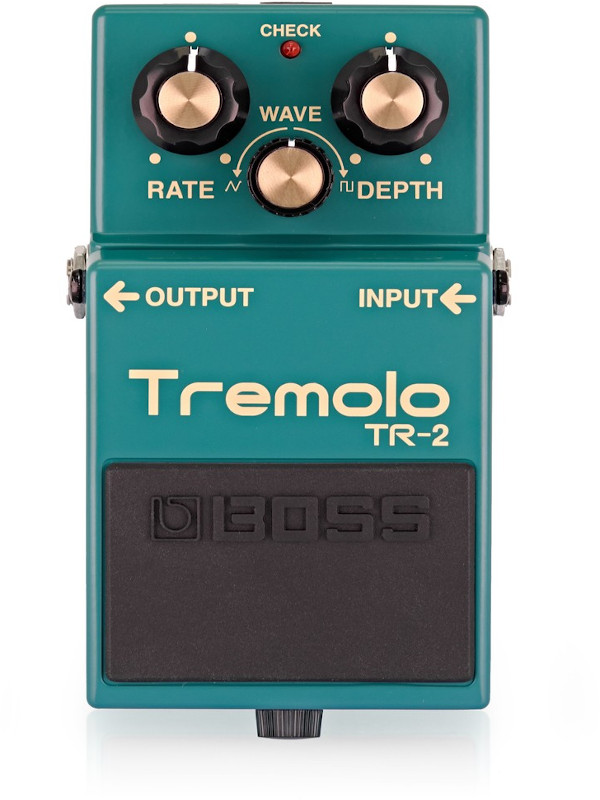 CHECK
WAVE
RATE
DEPTH
OUTPUT
INPUT
Tremolo
TR-2
BOSS